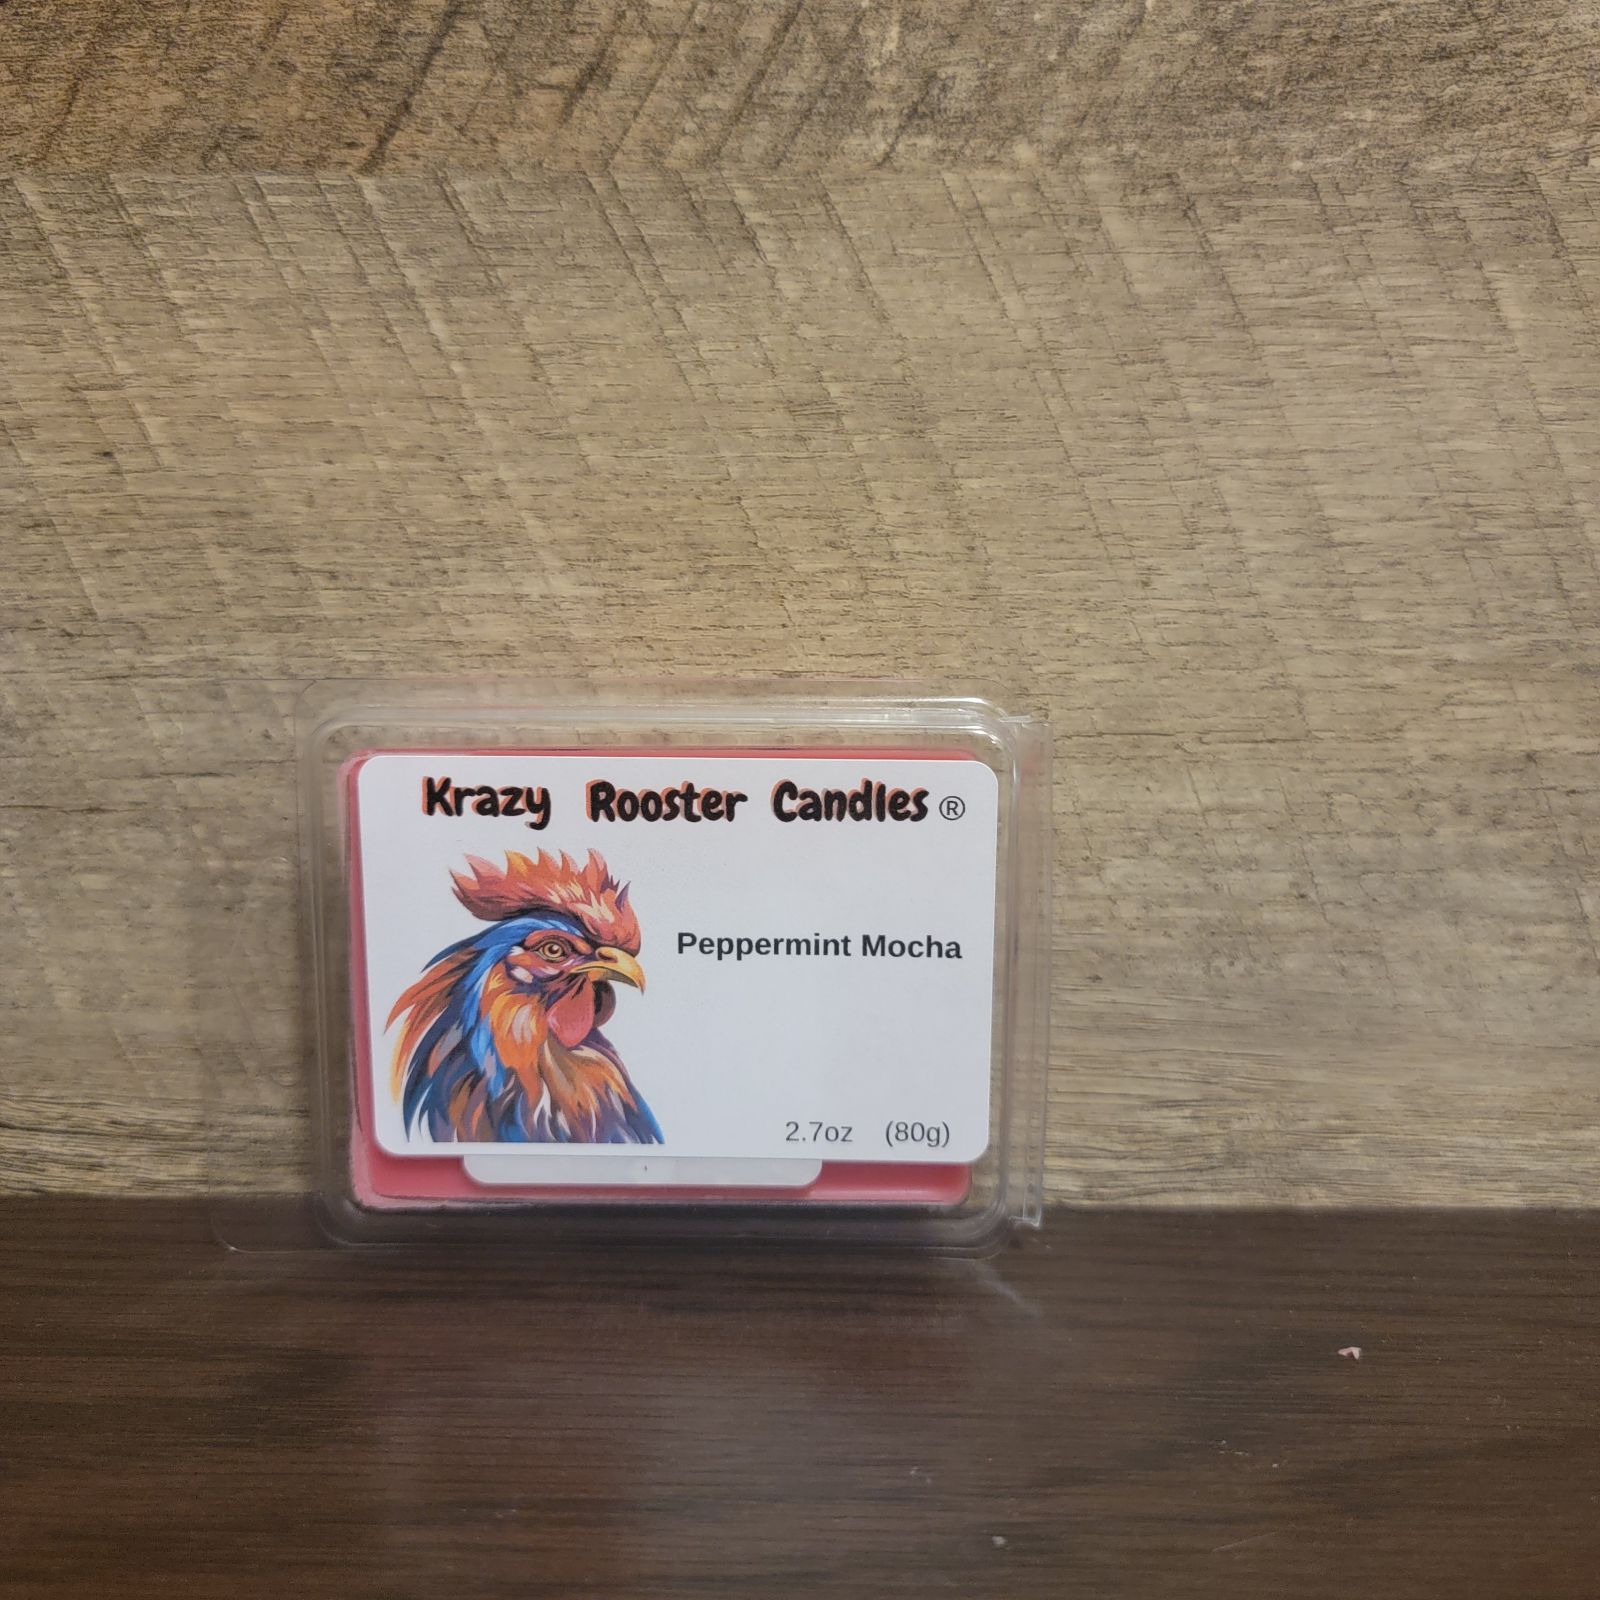 Krazy Rooster Candles ®
Peppermint Mocha
2.7oz (80g)